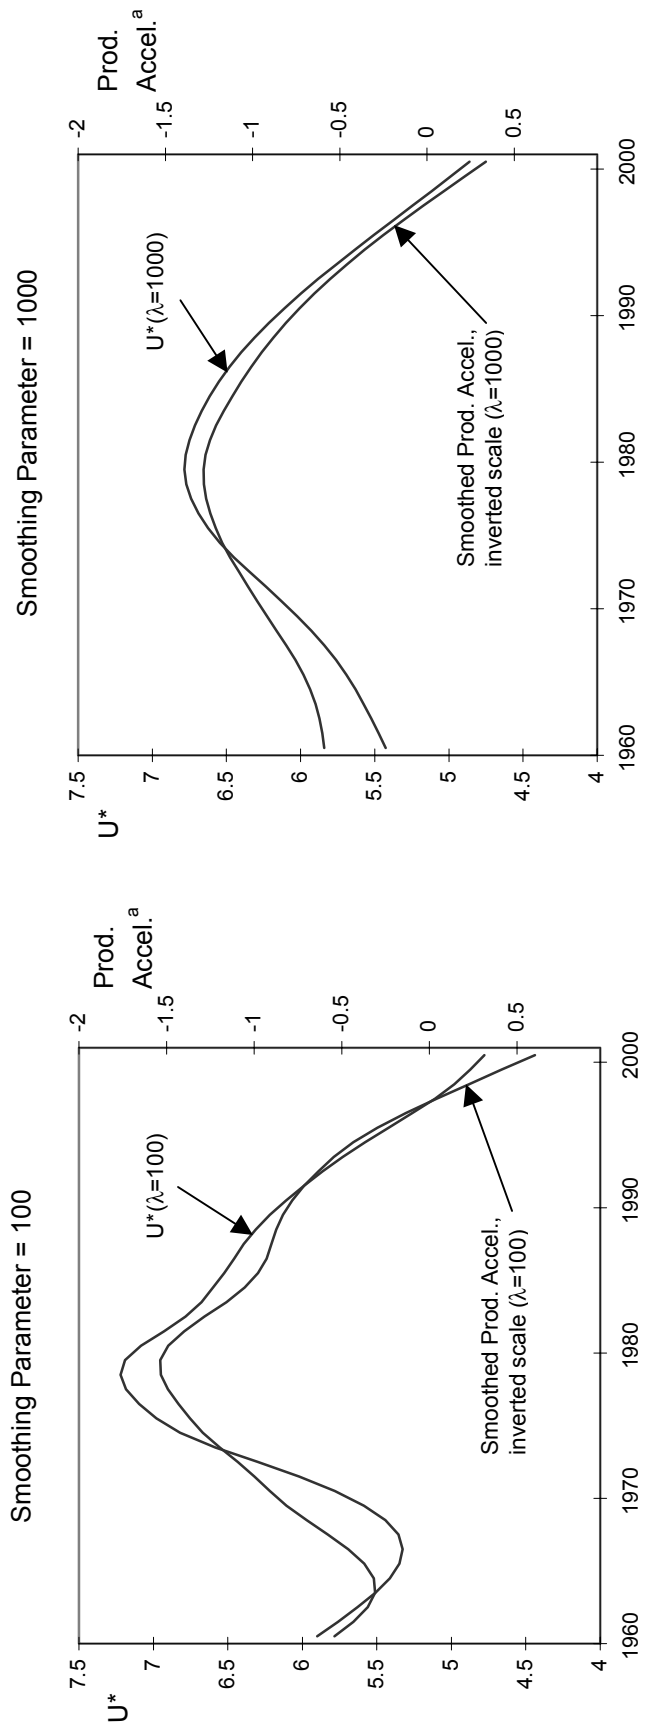 Smoothing Parameter = 100
U*
Prod.
Accel.a
7.5
7
6.5
6
5.5
5
4.5
4
-2
-1.5
-1
-0.5
0
0.5
U*(λ=100)
Smoothed Prod. Accel.,
inverted scale (λ=100)
1960
1970
1980
1990
2000
Smoothing Parameter = 1000
U*
Prod.
Accel.a
7.5
7
6.5
6
5.5
5
4.5
4
-2
-1.5
-1
-0.5
0
0.5
U*(λ=1000)
Smoothed Prod. Accel.,
inverted scale (λ=1000)
1960
1970
1980
1990
2000